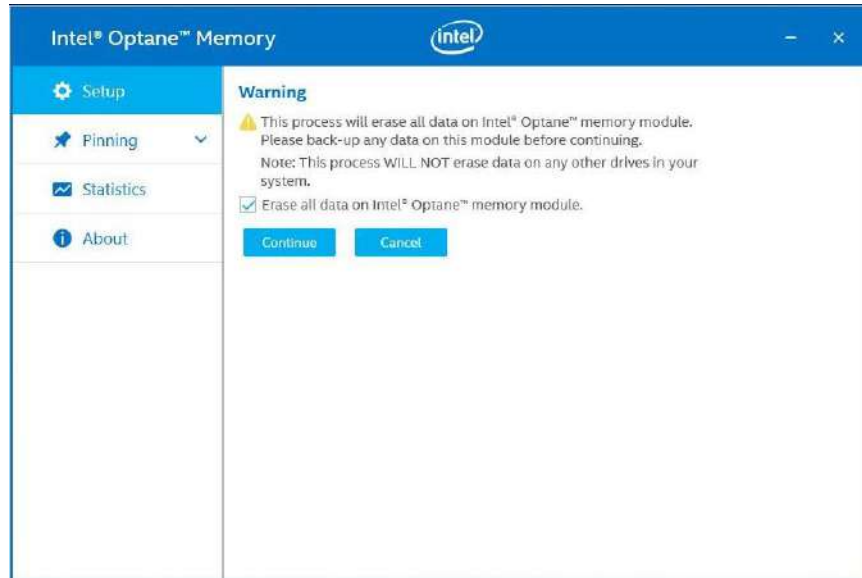 Intel® Optane™ Memory
intel
Setup
Pinning
Statistics
About
Warning
This process will erase all data on Intel® Optane™ memory module.
Please back-up any data on this module before continuing.
Note: This process WILL NOT erase data on any other drives in your
system.
Erase all data on Intel® Optane™ memory module.
Continue
Cancel